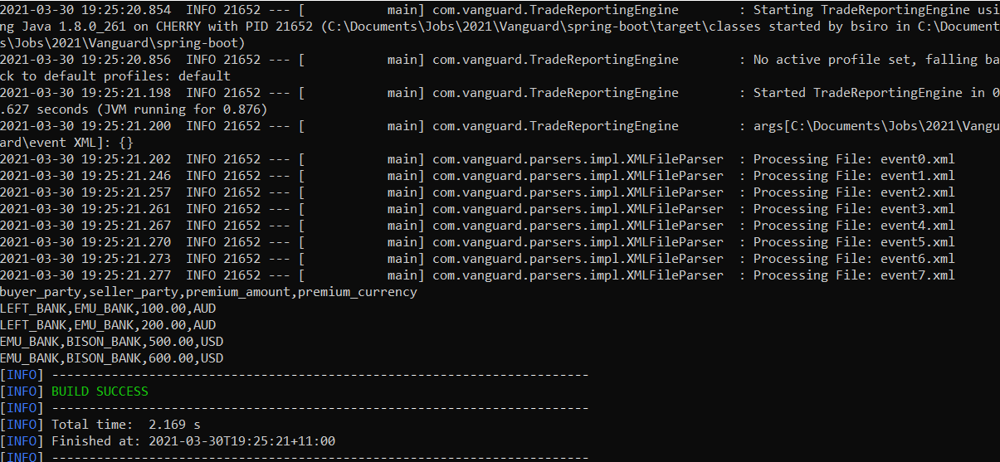 2021-03-30 19:25:20.854  INFO 21652 --- [           main] com.vanguard.TradeReportingEngine        : Starting TradeReportingEngine usi
ng Java 1.8.0_261 on CHERRY with PID 21652 (C:\Documents\Jobs\2021\Vanguard\spring-boot\target\classes started by bsiro in C:\Document
s\Jobs\2021\Vanguard\spring-boot)
2021-03-30 19:25:20.856  INFO 21652 --- [           main] com.vanguard.TradeReportingEngine        : No active profile set, falling ba
ck to default profiles: default
2021-03-30 19:25:21.198  INFO 21652 --- [           main] com.vanguard.TradeReportingEngine        : Started TradeReportingEngine in 0
.627 seconds (JVM running for 0.876)
2021-03-30 19:25:21.200  INFO 21652 --- [           main] com.vanguard.TradeReportingEngine        : args[C:\Documents\Jobs\2021\Vangu
ard\event XML]: {}
2021-03-30 19:25:21.202  INFO 21652 --- [           main] com.vanguard.parsers.impl.XMLFileParser  : Processing File: event0.xml
2021-03-30 19:25:21.246  INFO 21652 --- [           main] com.vanguard.parsers.impl.XMLFileParser  : Processing File: event1.xml
2021-03-30 19:25:21.257  INFO 21652 --- [           main] com.vanguard.parsers.impl.XMLFileParser  : Processing File: event2.xml
2021-03-30 19:25:21.261  INFO 21652 --- [           main] com.vanguard.parsers.impl.XMLFileParser  : Processing File: event3.xml
2021-03-30 19:25:21.267  INFO 21652 --- [           main] com.vanguard.parsers.impl.XMLFileParser  : Processing File: event4.xml
2021-03-30 19:25:21.270  INFO 21652 --- [           main] com.vanguard.parsers.impl.XMLFileParser  : Processing File: event5.xml
2021-03-30 19:25:21.273  INFO 21652 --- [           main] com.vanguard.parsers.impl.XMLFileParser  : Processing File: event6.xml
2021-03-30 19:25:21.277  INFO 21652 --- [           main] com.vanguard.parsers.impl.XMLFileParser  : Processing File: event7.xml
buyer_party,seller_party,premium_amount,premium_currency
LEFT_BANK,EMU_BANK,100.00,AUD
LEFT_BANK,EMU_BANK,200.00,AUD
EMU_BANK,BISON_BANK,500.00,USD
EMU_BANK,BISON_BANK,600.00,USD
[INFO] ------------------------------------------------------------------------
[INFO] BUILD SUCCESS
[INFO] ------------------------------------------------------------------------
[INFO] Total time:  2.169 s
[INFO] Finished at: 2021-03-30T19:25:21+11:00
[INFO] ------------------------------------------------------------------------